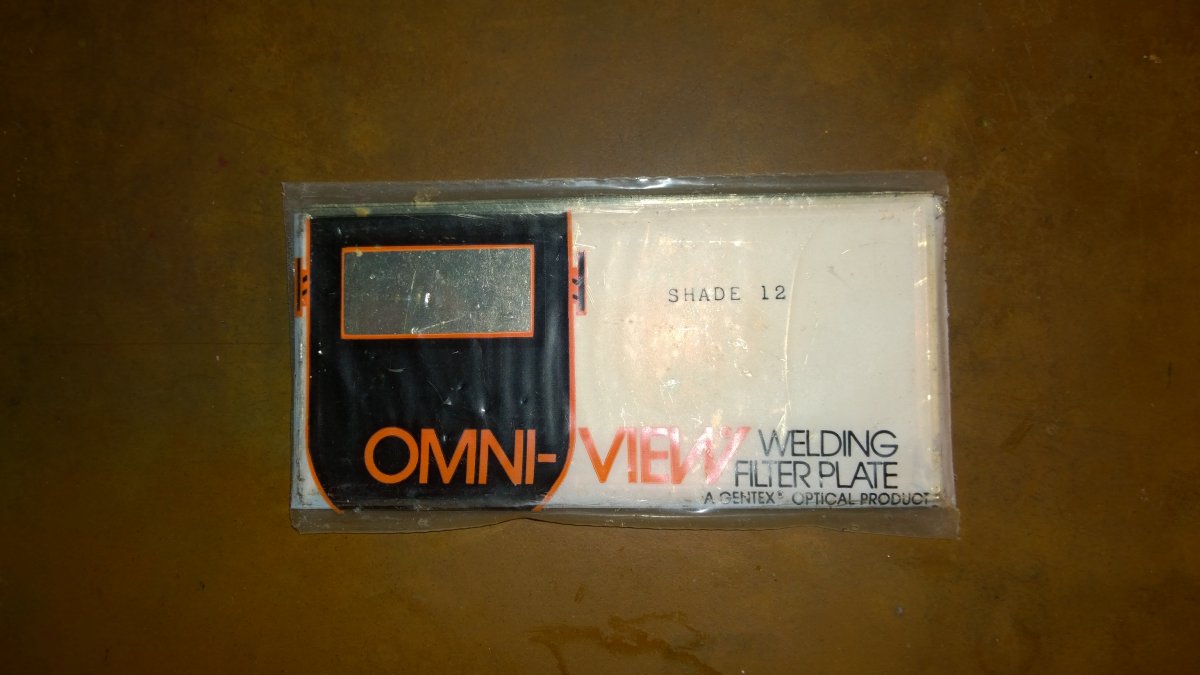 SHADE 12
OMNI-VIEW WELDING
FILTER PLATE
A GENTEX® OPTICAL PRODUCT